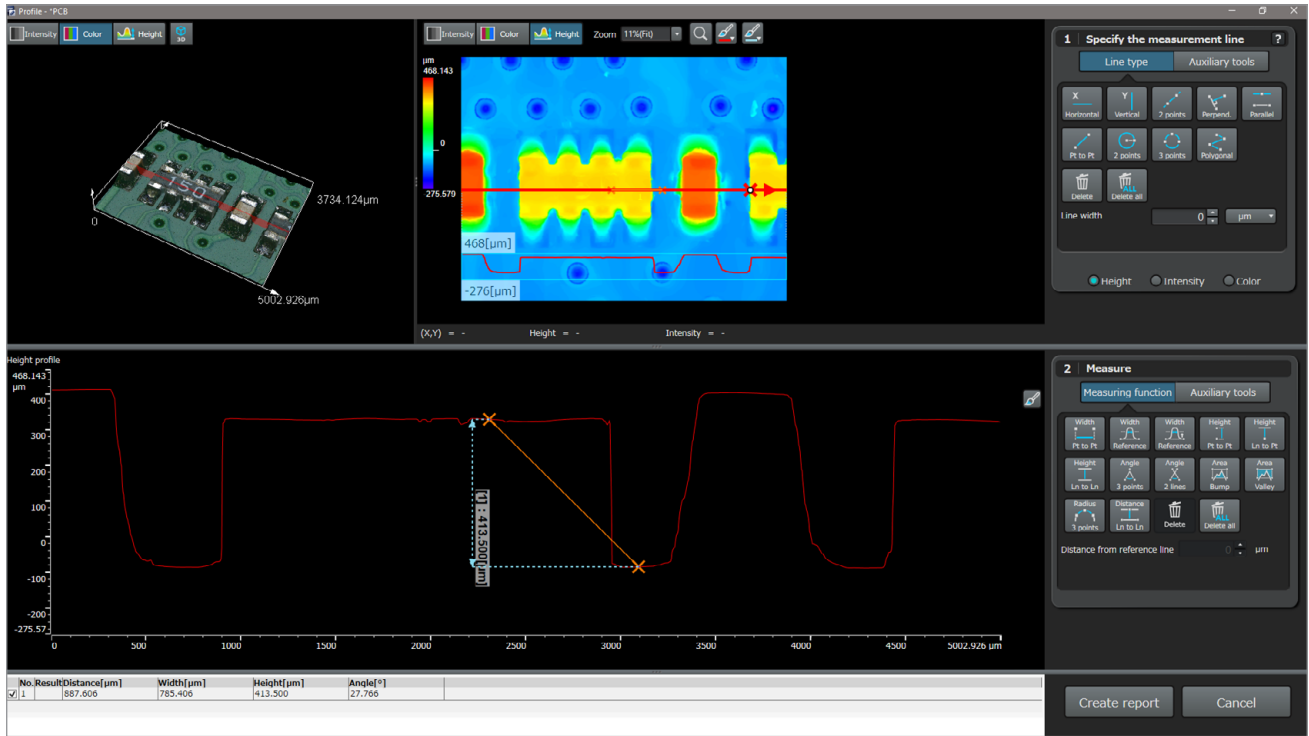 Profile - *PCB
Intensity Color Height 3D
150
0
3734.124μm
5002.926μm
Intensity Color Height Zoom 11%(Fit)
μm
468.143
0
-275.579
468[μm]
-276[μm]
(X,Y) = - Height = - Intensity = -
1 Specify the measurement line ?
Line type Auxiliary tools
X Horizontal Y Vertical 2 points Perpend. Parallel
Pt to Pt 2 points 3 points Polygonal
Delete ALL Delete all
Line width 0 μm
Height Intensity Color
Height profile
468.143
μm
400
300
200
100
0
-100
-200
-275.57
(1) : 413.500[μm]
0 500 1000 1500 2000 2500 3000 3500 4000 4500 5002.926 μm
2 Measure
Measuring function Auxiliary tools
Width Pt to Pt Width Reference Width Reference Height Pt to Pt Height Ln to Pt
Height Ln to Ln Angle 3 points Angle 2 lines Area Bump Area Valley
Radius 3 points Distance Ln to Ln Delete ALL Delete all
Distance from reference line 0 μm
No. Result Distance[μm] Width[μm] Height[μm] Angle[°]
1 887.606 785.406 413.500 27.766
Create report Cancel